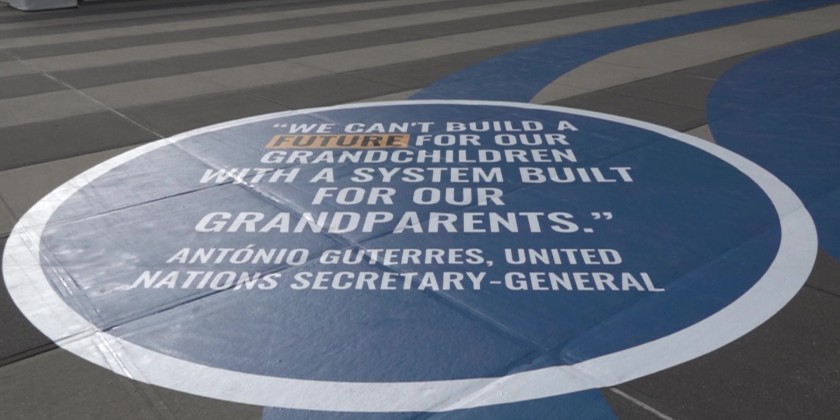 “WE CAN'T BUILD A
FUTURE FOR OUR
GRANDCHILDREN
WITH A SYSTEM BUILT
FOR OUR
GRANDPARENTS.”
ANTÓNIO GUTERRES, UNITED
NATIONS SECRETARY-GENERAL